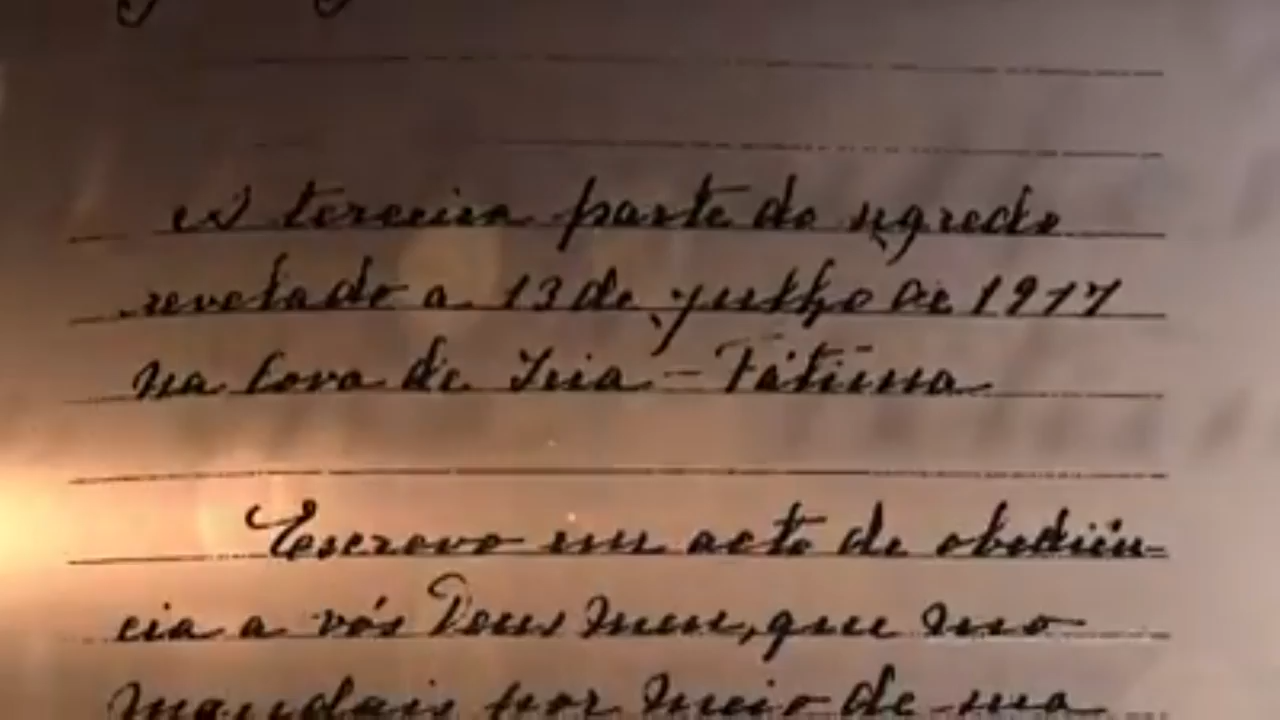 A terceira parte do segredo
revelado a 13 de julho de 1917
na Cova de Iria – Fátima
Escrevo em acto de obediên-
cia a vós Deus meu, que mo
mandais por meio de sua